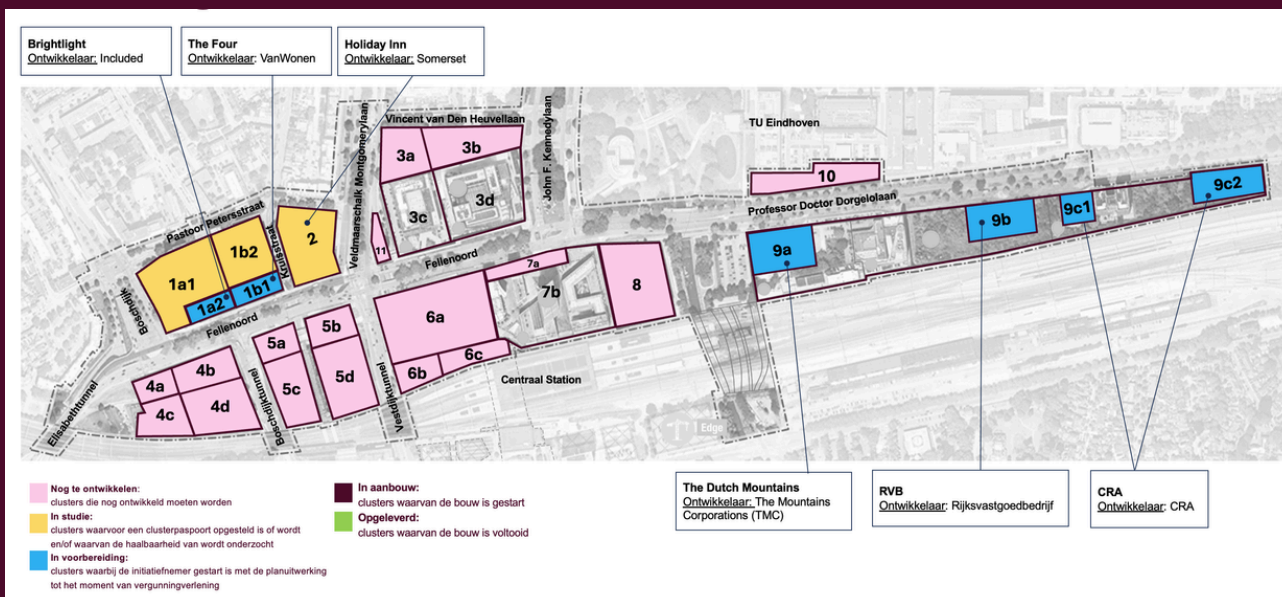 Brightlight
Ontwikkelaar: Included
The Four
Ontwikkelaar: VanWonen
Holiday Inn
Ontwikkelaar: Somerset
Vincent van Den Heuvellaan
Veldmaarschalk Montgomerylaan
John F. Kennedylaan
TU Eindhoven
3a
3b
3c
3d
10
Professor Doctor Dorgelolaan
9c2
9c1
9b
9a
Pastoor Petersstraat
Kruisstraat
2
1b2
1a1
1a2
1b1
11
Fellenoord
Boschdijk
Fellenoord
7a
7b
8
6a
6b
6c
5a
5b
5c
5d
4a
4b
4c
4d
Elisabethtunnel
Boschdijktunnel
Vestdijktunnel
Centraal Station
Edge
The Dutch Mountains
Ontwikkelaar: The Mountains
Corporations (TMC)
RVB
Ontwikkelaar: Rijksvastgoedbedrijf
CRA
Ontwikkelaar: CRA
Nog te ontwikkelen:
clusters die nog ontwikkeld moeten worden
In studie:
clusters waarvoor een clusterpaspoort opgesteld is of wordt
en/of waarvan de haalbaarheid van wordt onderzocht
In voorbereiding:
clusters waarbij de initiatiefnemer gestart is met de planuitwerking
tot het moment van vergunningverlening
In aanbouw:
clusters waarvan de bouw is gestart
Opgeleverd:
clusters waarvan de bouw is voltooid